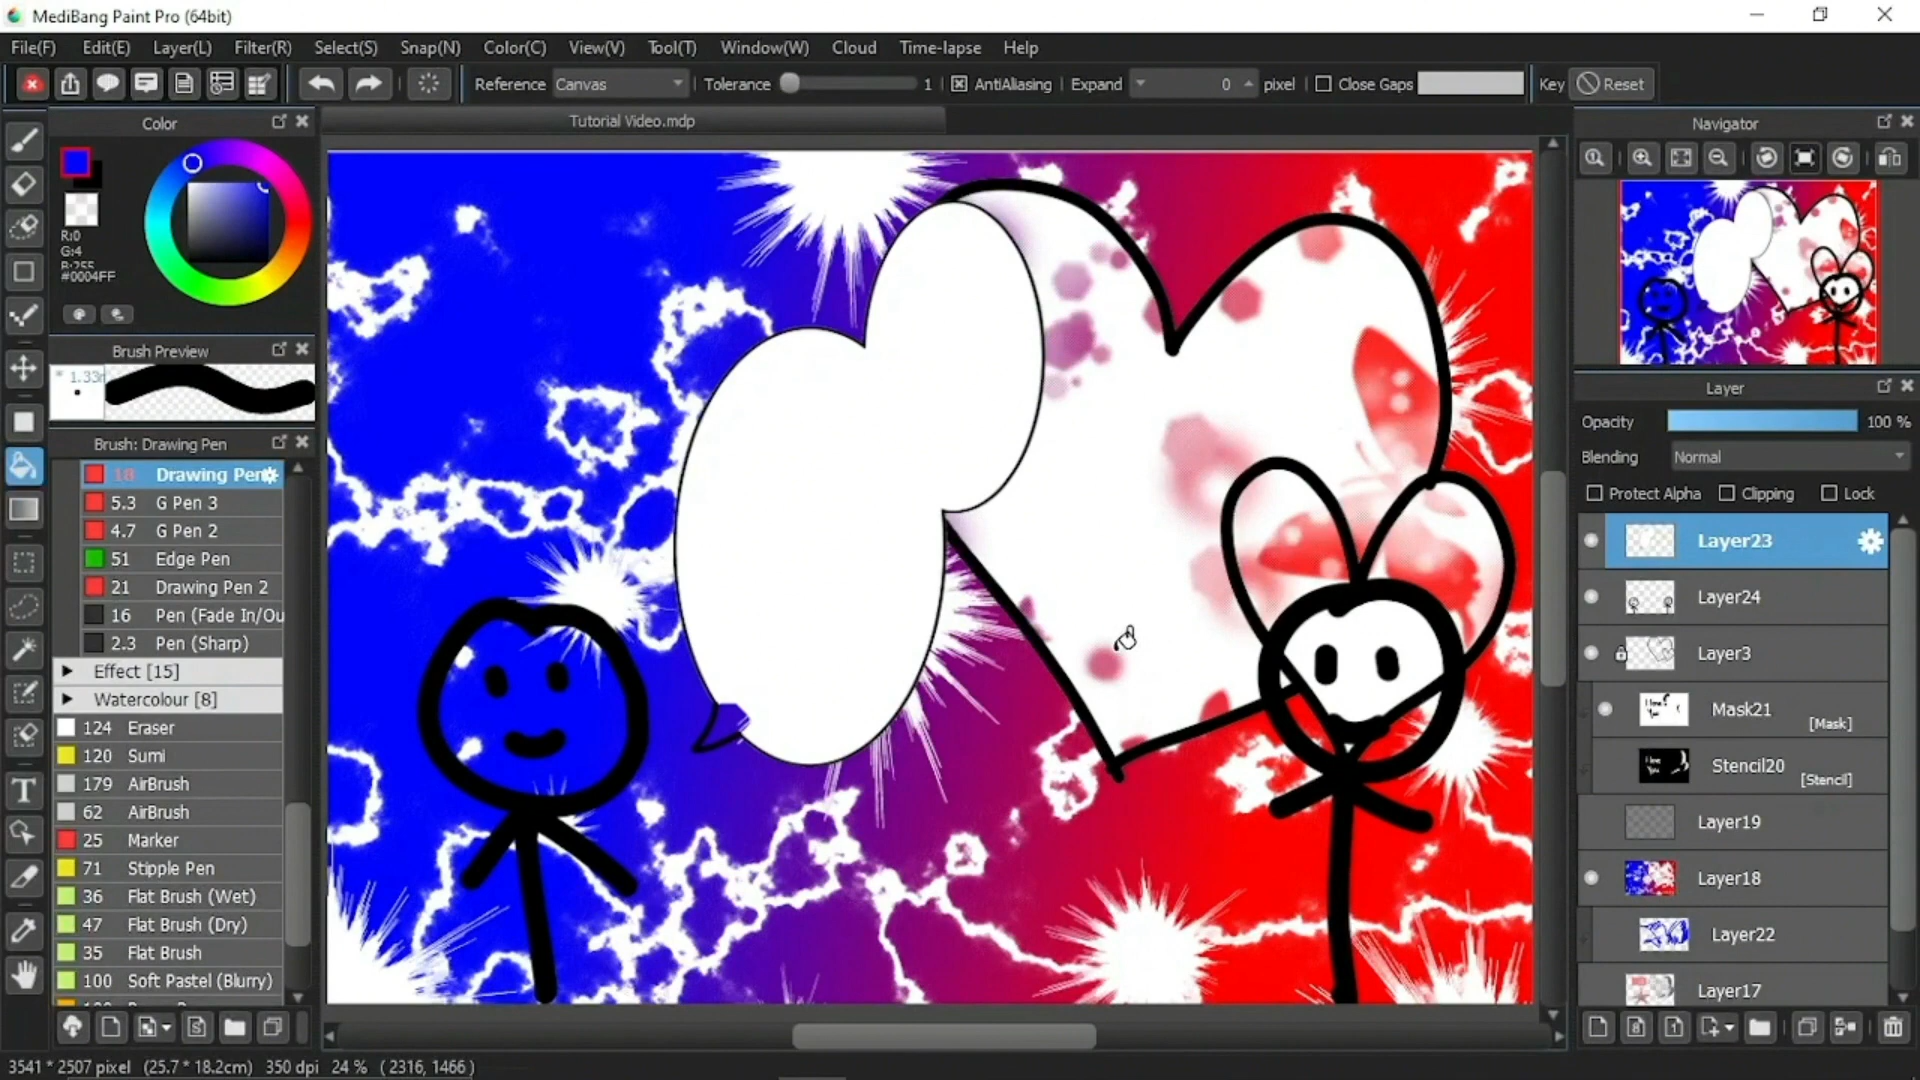 MediBang Paint Pro (64bit)
File(F) Edit(E) Layer(L) Filter(R) Select(S) Snap(N) Color(C) View(V) Tool(T) Window(W) Cloud Time-lapse Help
Reference Canvas Tolerance 1 AntiAliasing Expand 0 pixel Close Gaps Key Reset
Tutorial Video.mdp
Color
R:0
G:4
B:255
#0004FF
Brush Preview
Brush: Drawing Pen
18 Drawing Pen
5.3 G Pen 3
4.7 G Pen 2
51 Edge Pen
21 Drawing Pen 2
16 Pen (Fade In/Ou
2.3 Pen (Sharp)
Effect [15]
Watercolour [8]
124 Eraser
120 Sumi
179 AirBrush
62 AirBrush
25 Marker
71 Stipple Pen
36 Flat Brush (Wet)
47 Flat Brush (Dry)
35 Flat Brush
100 Soft Pastel (Blurry)
Navigator
Layer
Opacity 100 %
Blending Normal
Protect Alpha Clipping Lock
Layer23
Layer24
Layer3
Mask21
[Mask]
Stencil20
[Stencil]
Layer19
Layer18
Layer22
Layer17
3541 * 2507 pixel (25.7 * 18.2cm) 350 dpi 24 % ( 2316, 1466 )